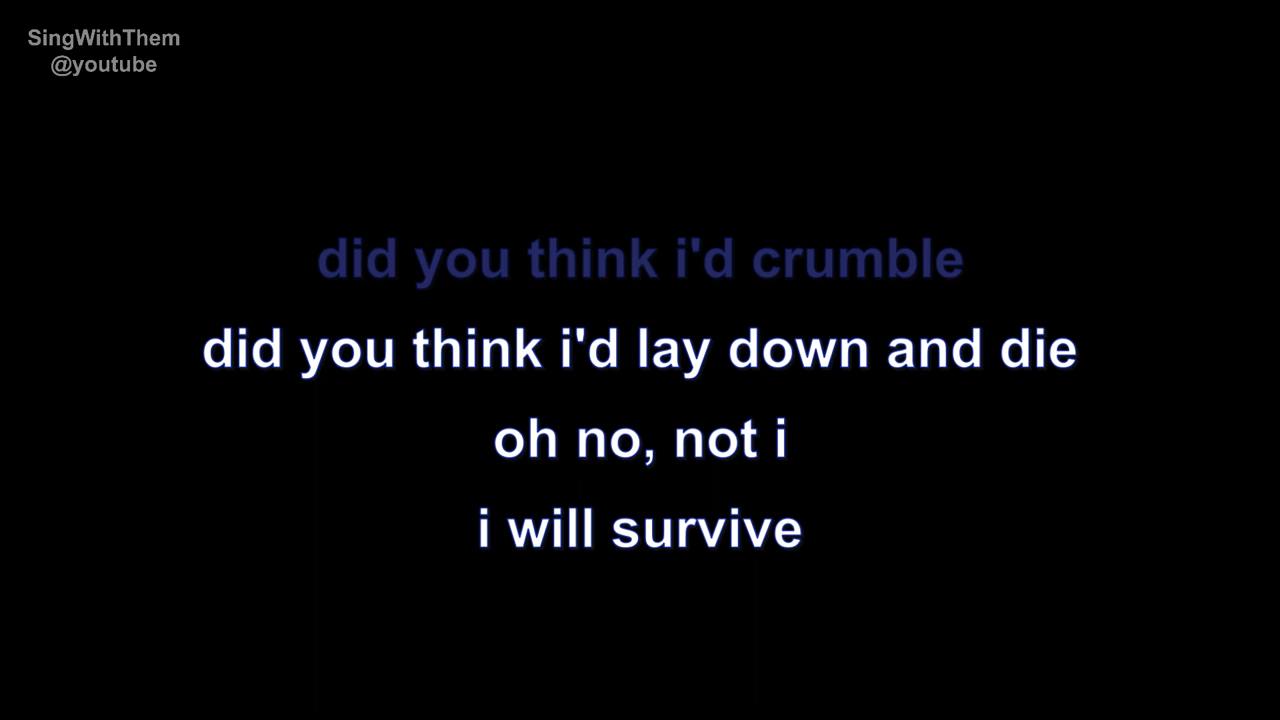 SingWithThem
@youtube
did you think i'd crumble
did you think i'd lay down and die
oh no, not i
i will survive